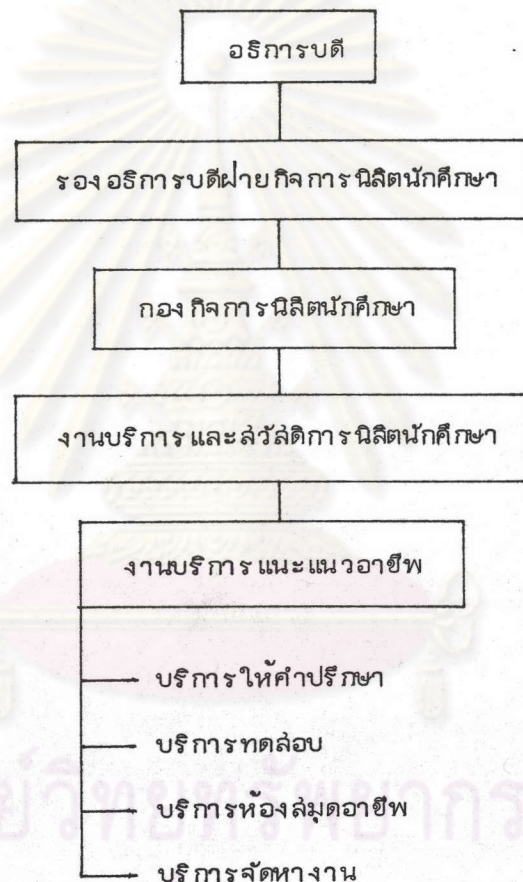 อธิการบดี
รองอธิการบดีฝ่ายกิจการนิสิตนักศึกษา
กองกิจการนิสิตนักศึกษา
งานบริการและสวัสดิการนิสิตนักศึกษา
งานบริการแนะแนวอาชีพ
บริการให้คำปรึกษา
บริการทดสอบ
บริการห้องสมุดอาชีพ
บริการจัดหางาน